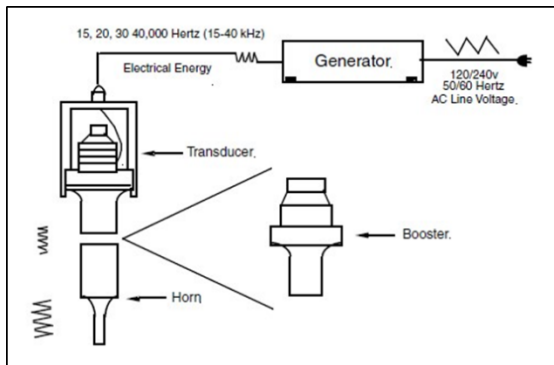 15, 20, 30 40,000 Hertz (15-40 kHz)
Electrical Energy
Generator.
120/240v
50/60 Hertz
AC Line Voltage.
Transducer.
Booster.
Horn